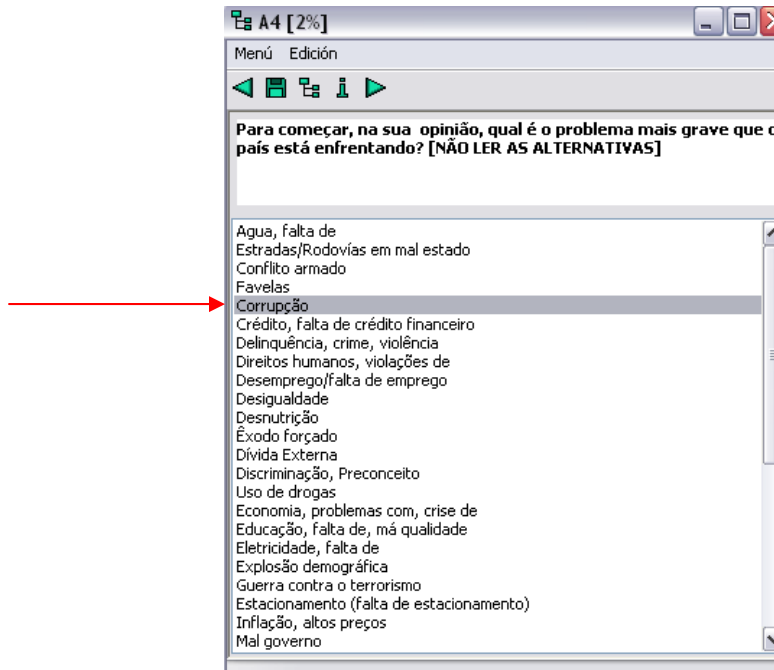 A4 [2%]
Menú Edición
Para começar, na sua opinião, qual é o problema mais grave que
país está enfrentando? [NÃO LER AS ALTERNATIVAS]
Agua, falta de
Estradas/Rodovías em mal estado
Conflito armado
Favelas
Corrupção
Crédito, falta de crédito financeiro
Delinquência, crime, violência
Direitos humanos, violações de
Desemprego/falta de emprego
Desigualdade
Desnutrição
Êxodo forçado
Dívida Externa
Discriminação, Preconceito
Uso de drogas
Economia, problemas com, crise de
Educação, falta de, má qualidade
Eletricidade, falta de
Explosão demográfica
Guerra contra o terrorismo
Estacionamento (falta de estacionamento)
Inflação, altos preços
Mal governo